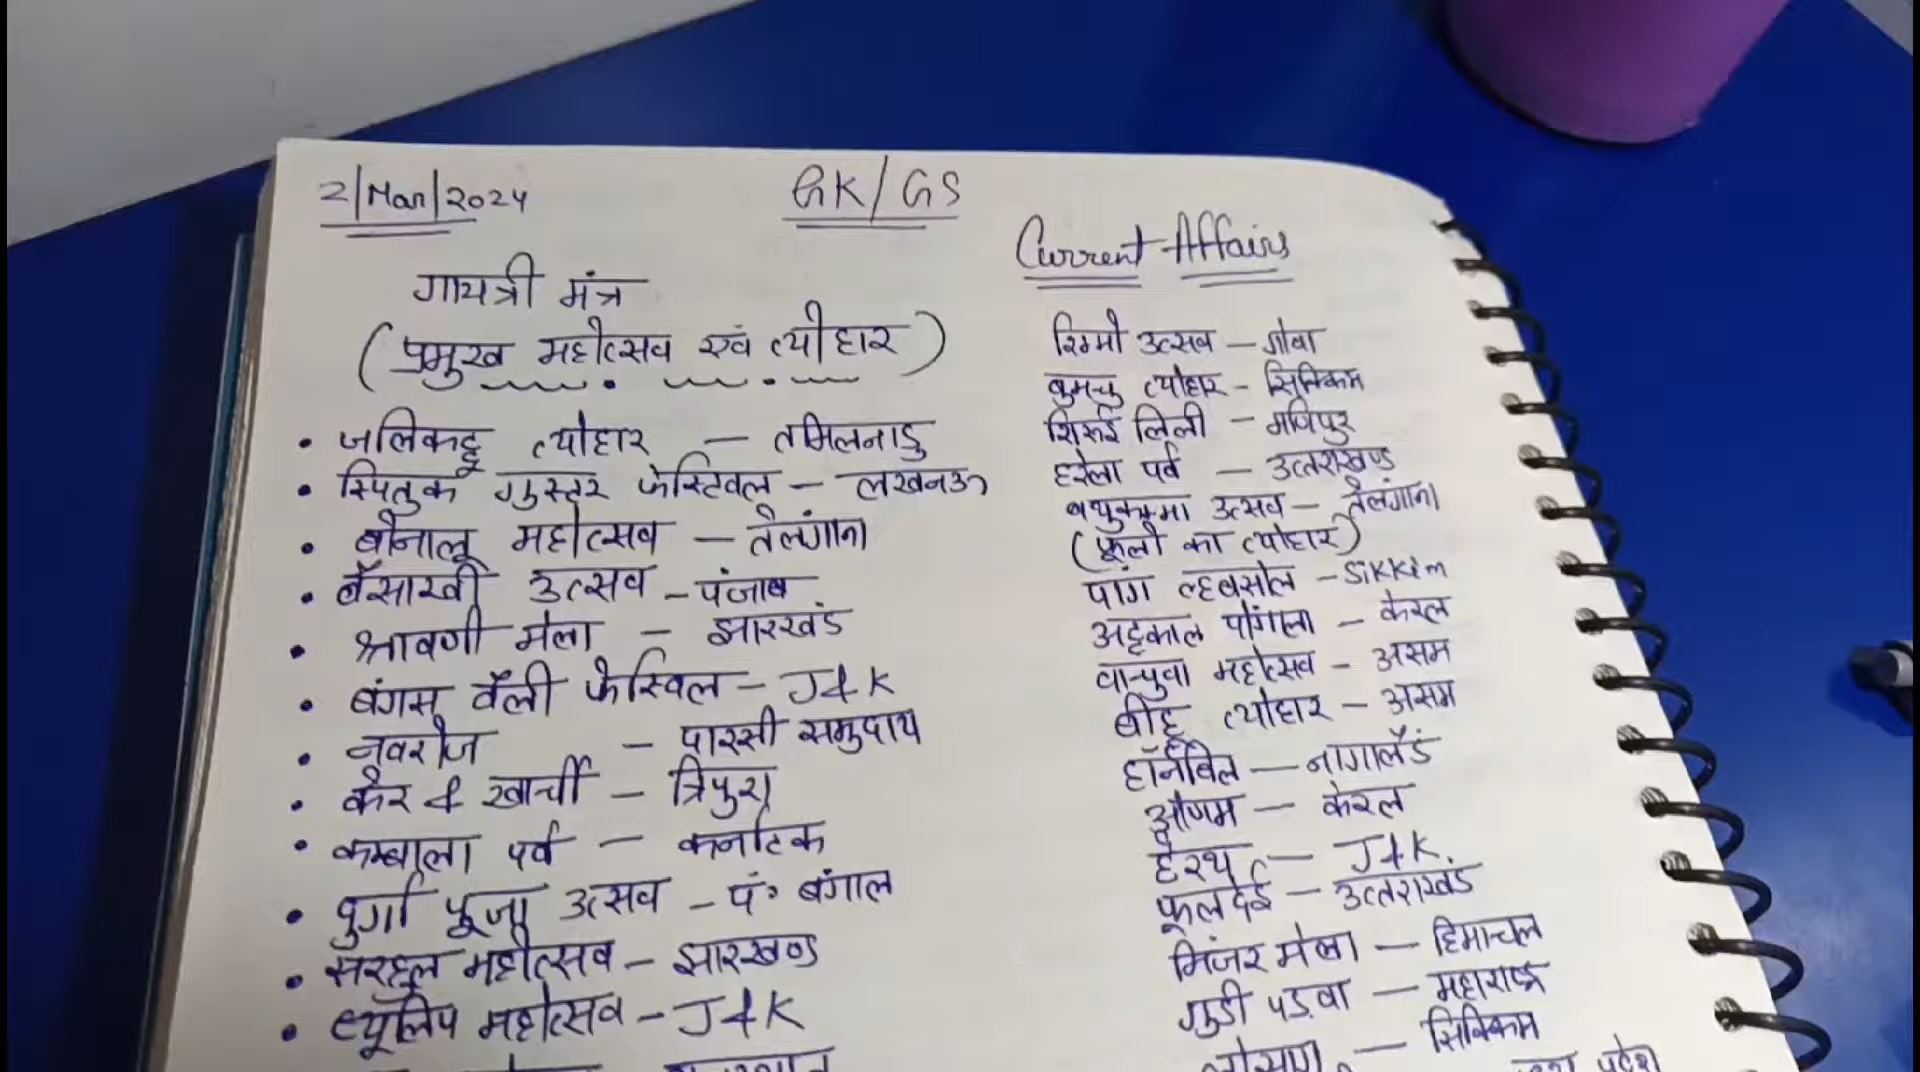 2/Mar/2024
GK/GS
Current Affairs
गायत्री मंत्र
(प्रमुख महोत्सव एवं त्योहार)
• जलिकट्टू त्योहार — तमिलनाडु
• स्पितुक गुस्तर फेस्टिवल — लखनऊ
• बोनालू महोत्सव — तेलंगाना
• बैसाखी उत्सव — पंजाब
• श्रावणी मेला — झारखंड
• बंगस वैली फेस्विल — J&K
• नवरोज — पारसी समुदाय
• केर & खार्ची — त्रिपुरा
• कम्बाला पर्व — कर्नाटक
• दुर्गा पूजा उत्सव — पं॰ बंगाल
• सरहूल महोत्सव — झारखण्ड
• ट्यूलिप महोत्सव — J&K
रिग्मो उत्सव — गोवा
बुमचु त्योहार — सिक्किम
शिरुई लिली — मणिपुर
हरेला पर्व — उत्तराखण्ड
बथुकम्मा उत्सव — तेलंगाना
(फूलो का त्योहार)
पांग ल्हबसोल — Sikkim
अट्टकाल पोंगाला — केरल
वान्चुवा महोत्सव — असम
बीहू त्योहार — असम
हॉर्नबिल — नागालैंड
ओणम — केरल
हेरथ — J&K
फूलदेई — उत्तराखंड
मिंजर मेला — हिमाचल
गुडी पड़वा — महाराष्ट्र
— सिक्किम